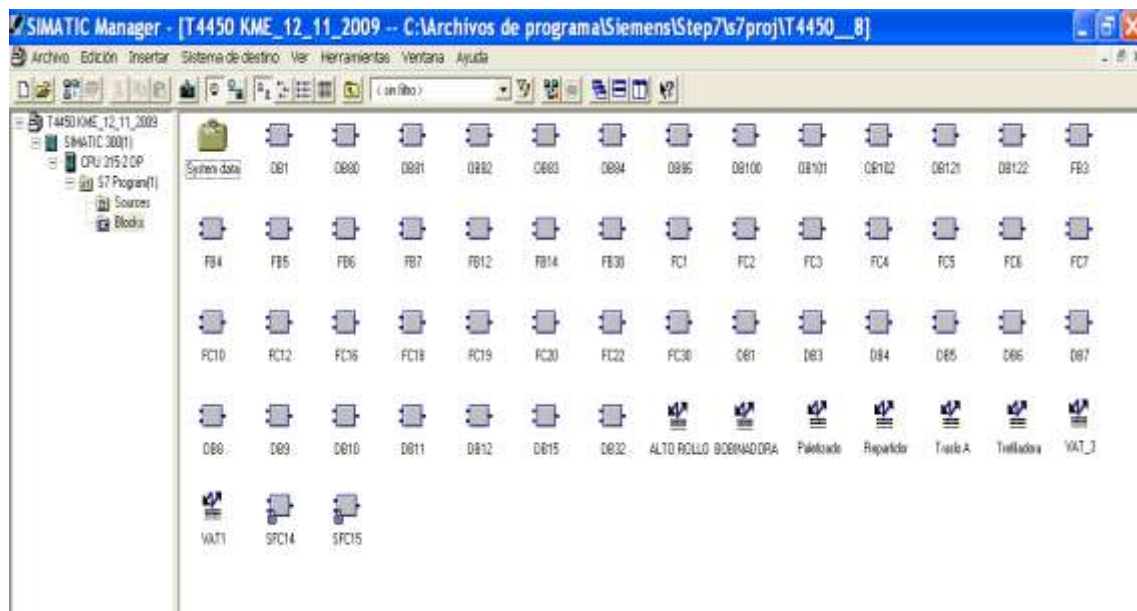 SIMATIC Manager - [T4450 KME_12_11_2009 -- C:\Archivos de programa\Siemens\Step7\s7proj\T4450__8]
Archivo Edición Insertar Sistema de destino Ver Herramientas Ventana Ayuda
T4450 KME_12_11_2009
SIMATIC 300(1)
CPU 315-2 DP
S7 Program(1)
Sources
Blocks
System data OB1 OB80 OB81 OB82 OB83 OB84 OB86 OB100 OB101 OB102 OB121 OB122 FB3
FB4 FB5 FB6 FB7 FB12 FB14 FB30 FC1 FC2 FC3 FC4 FC5 FC6 FC7
FC10 FC12 FC16 FC18 FC19 FC20 FC22 FC30 DB1 DB3 DB4 DB5 DB6 DB7
DB8 DB9 DB10 DB11 DB12 DB15 DB32 ALTO ROLLO BOBINADORA Paletizado Repartidor Trefiladora
VAT1 SFC14 SFC15